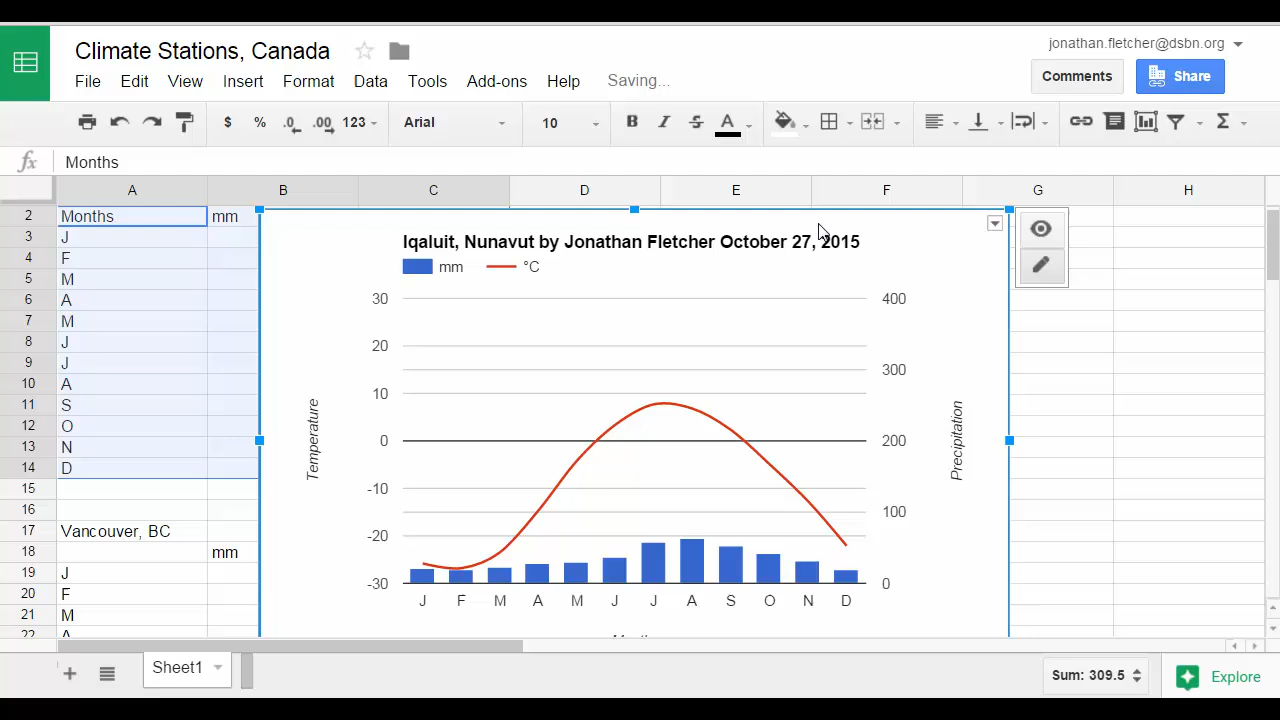 Climate Stations, Canada
jonathan.fletcher@dsbn.org
File Edit View Insert Format Data Tools Add-ons Help Saving...
Comments Share
$ % .0 .00 123 Arial 10 B I S A Σ
fx Months
A B C D E F G H
2 Months mm
3 J
4 F
5 M
6 A
7 M
8 J
9 J
10 A
11 S
12 O
13 N
14 D
15
16
17 Vancouver, BC
18 mm
19 J
20 F
21 M
22 A
Iqaluit, Nunavut by Jonathan Fletcher October 27, 2015
mm °C
30 400
20
300
10
0 200
-10
100
-20
-30 0
Temperature
Precipitation
J F M A M J J A S O N D
Sheet1
Sum: 309.5
Explore